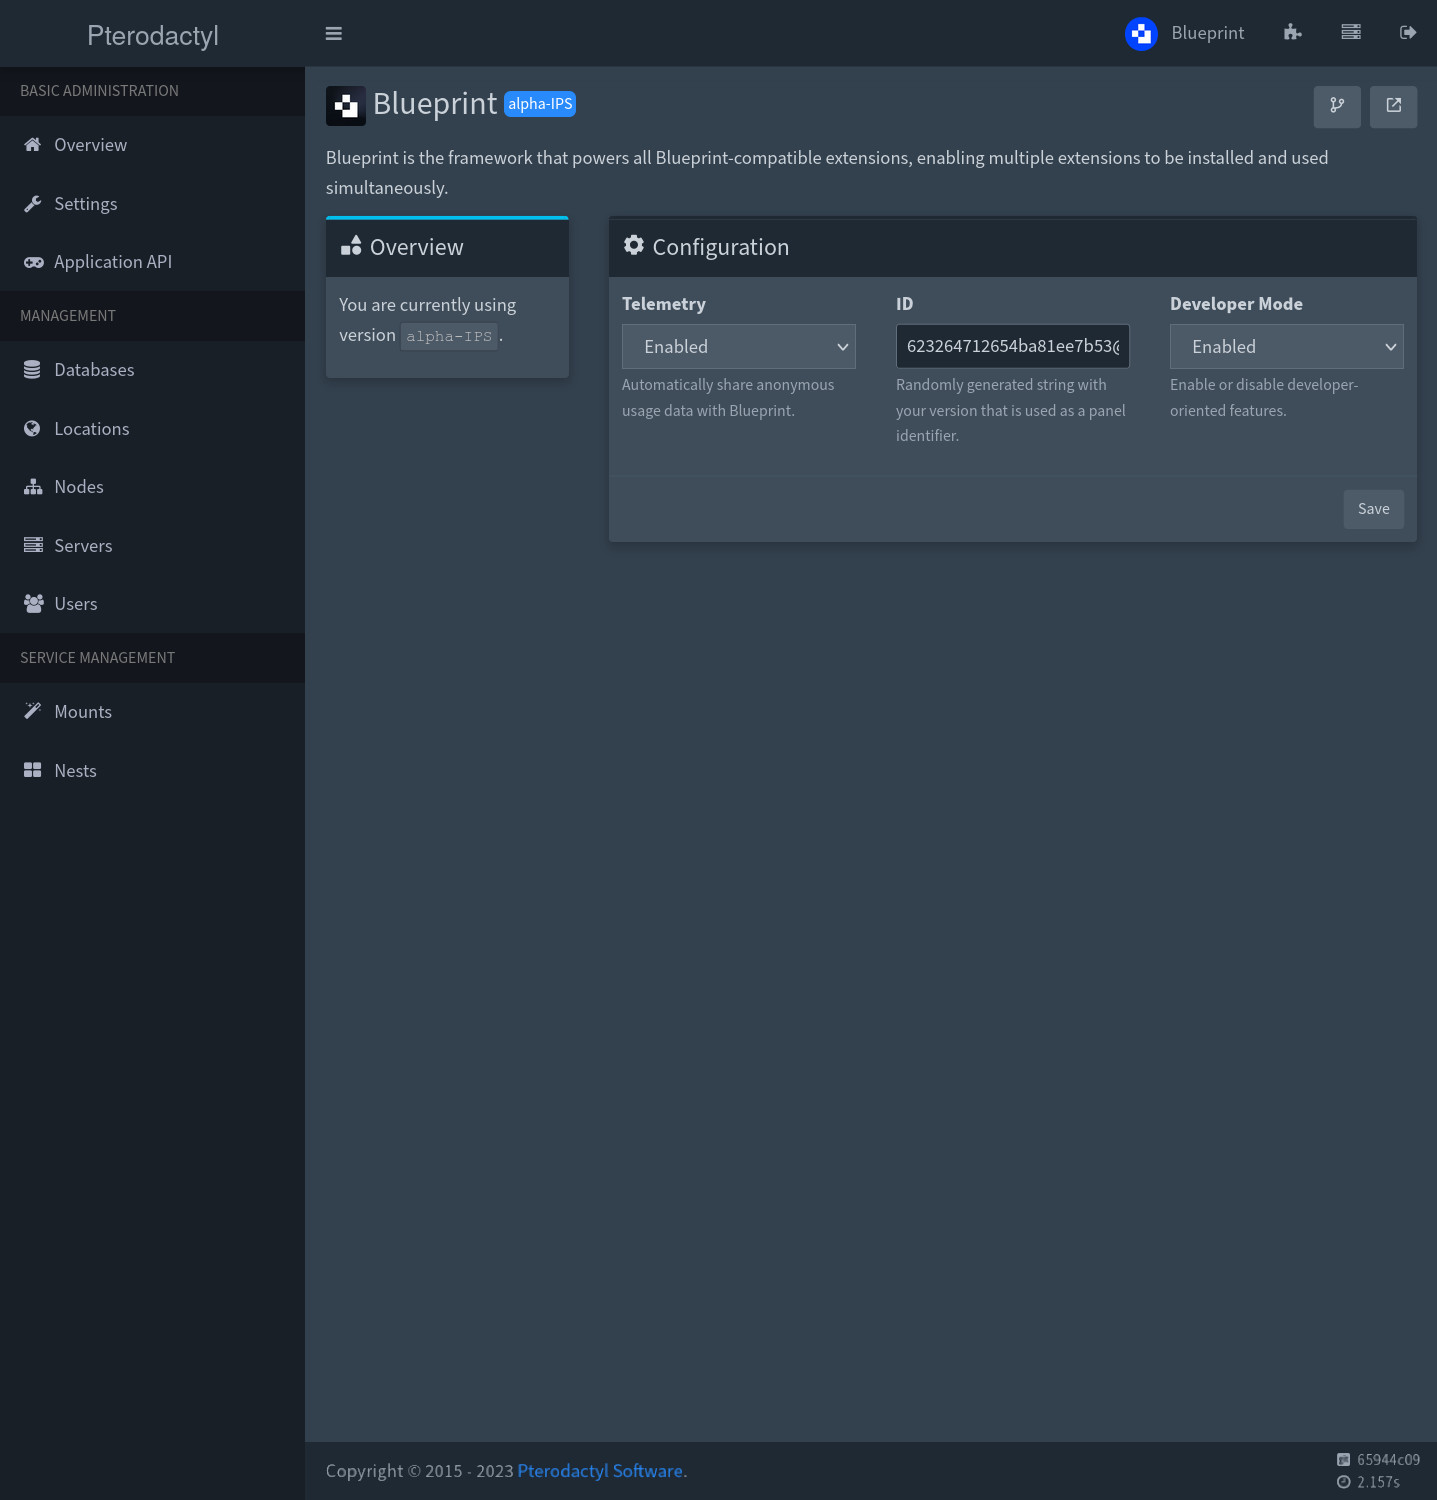 Pterodactyl
Blueprint
BASIC ADMINISTRATION
Overview
Settings
Application API
MANAGEMENT
Databases
Locations
Nodes
Servers
Users
SERVICE MANAGEMENT
Mounts
Nests
Blueprint alpha-IPS
Blueprint is the framework that powers all Blueprint-compatible extensions, enabling multiple extensions to be installed and used
simultaneously.
Overview
You are currently using
version alpha-IPS.
Configuration
Telemetry
Enabled
Automatically share anonymous
usage data with Blueprint.
ID
623264712654ba81ee7b53
Randomly generated string with
your version that is used as a panel
identifier.
Developer Mode
Enabled
Enable or disable developer-
oriented features.
Save
Copyright © 2015 - 2023 Pterodactyl Software.
65944c09
2.157s